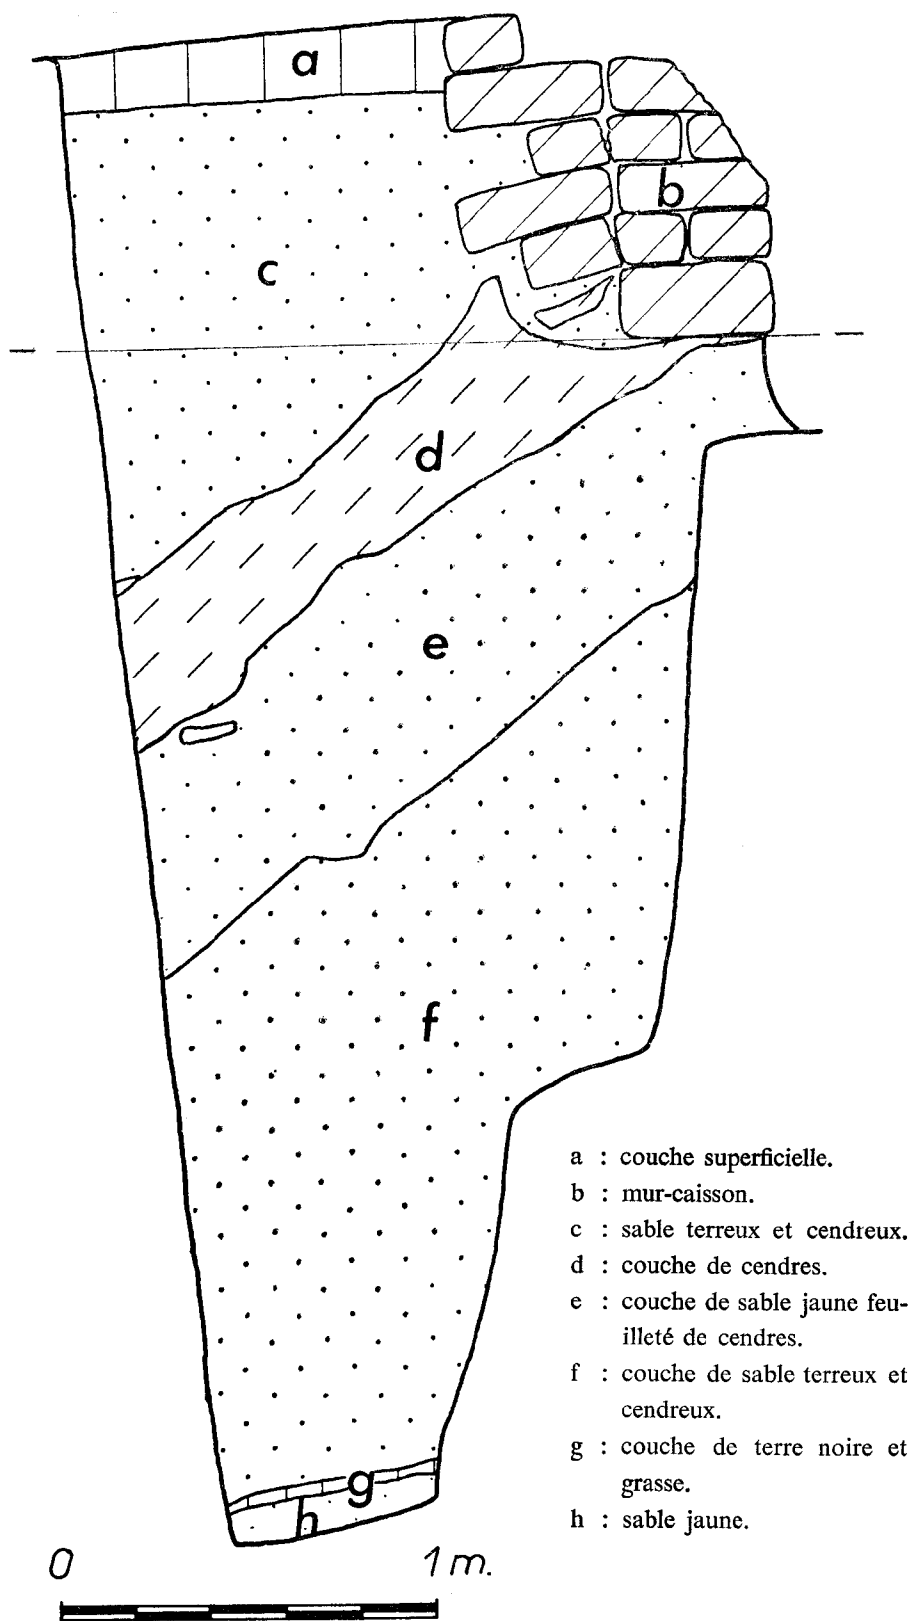 a
b
c
d
e
f
g
h
a : couche superficielle.
b : mur-caisson.
c : sable terreux et cendreux.
d : couche de cendres.
e : couche de sable jaune feu-
illeté de cendres.
f : couche de sable terreux et
cendreux.
g : couche de terre noire et
grasse.
h : sable jaune.
0 1 m.